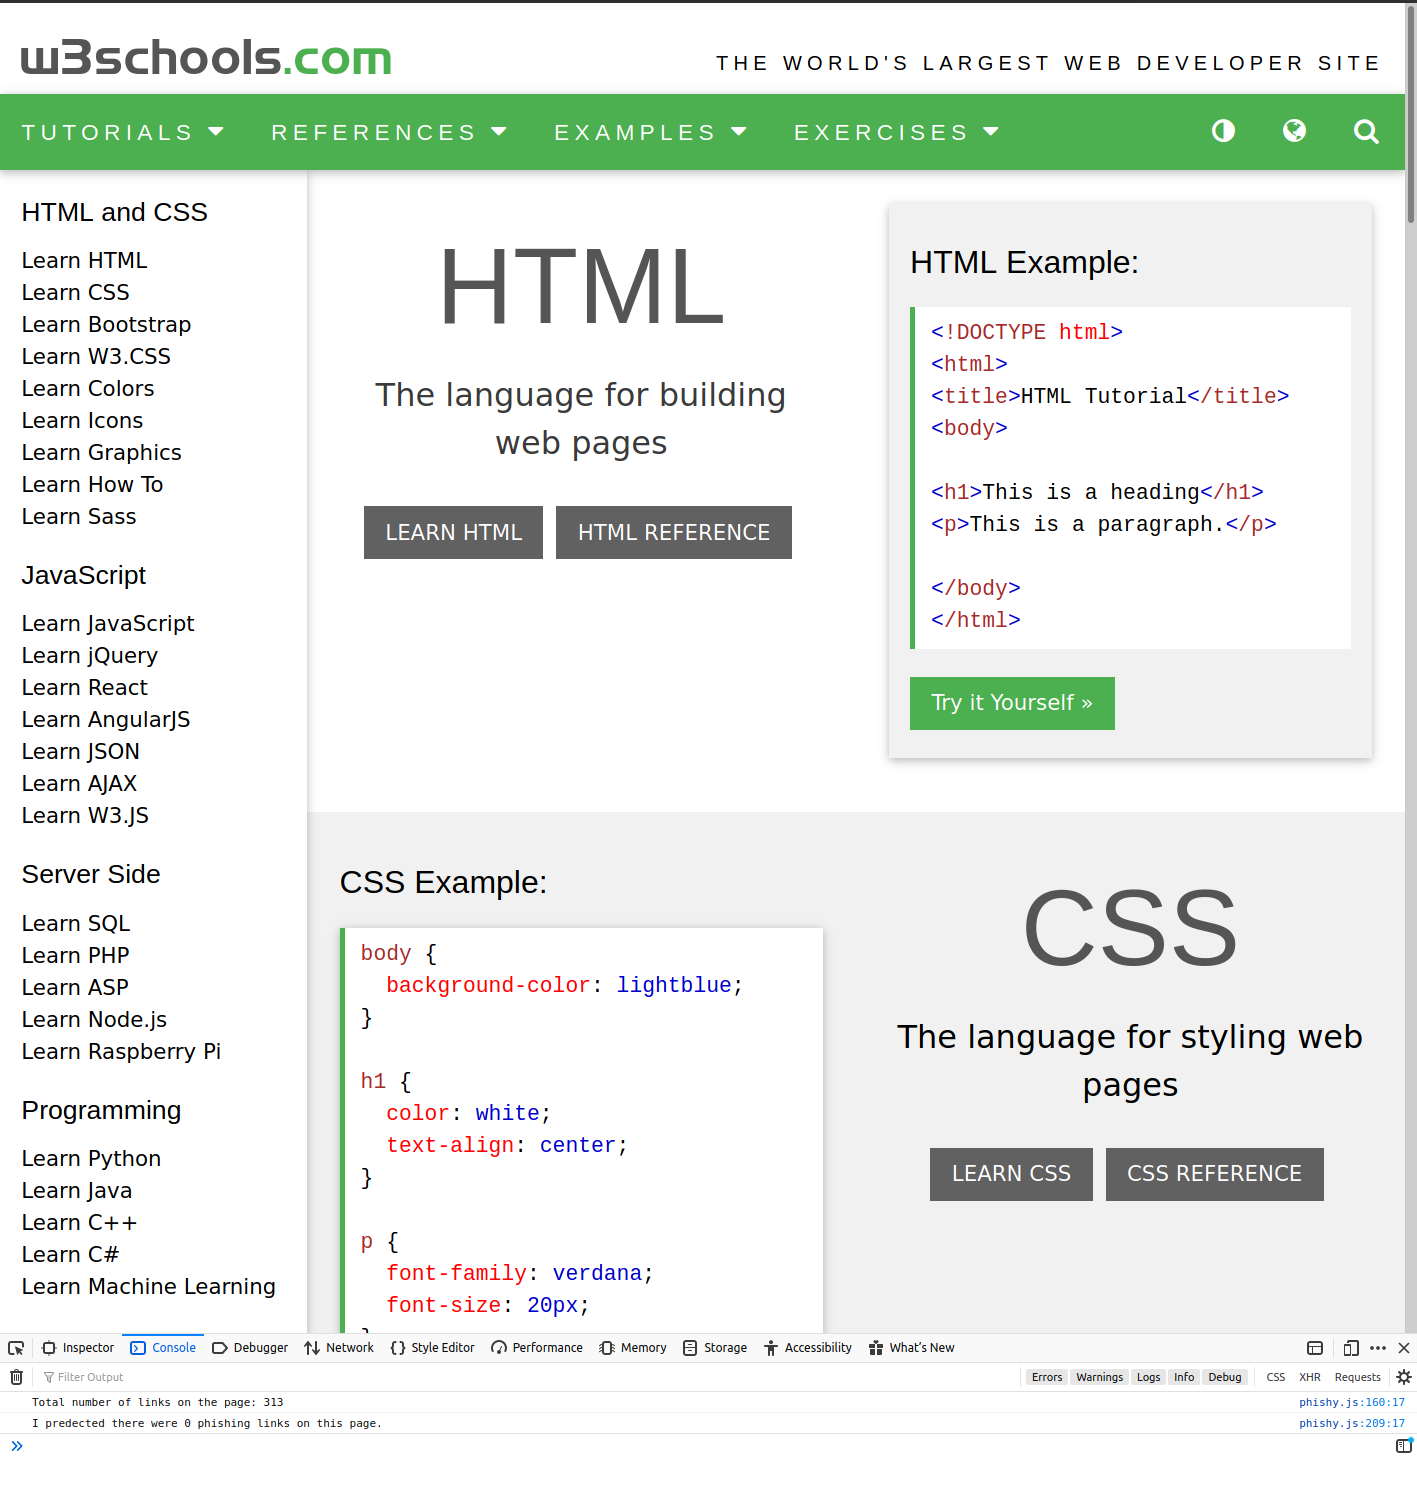 w3schools.com
THE WORLD'S LARGEST WEB DEVELOPER SITE
TUTORIALS REFERENCES EXAMPLES EXERCISES
HTML and CSS
Learn HTML
Learn CSS
Learn Bootstrap
Learn W3.CSS
Learn Colors
Learn Icons
Learn Graphics
Learn How To
Learn Sass
JavaScript
Learn JavaScript
Learn jQuery
Learn React
Learn AngularJS
Learn JSON
Learn AJAX
Learn W3.JS
Server Side
Learn SQL
Learn PHP
Learn ASP
Learn Node.js
Learn Raspberry Pi
Programming
Learn Python
Learn Java
Learn C++
Learn C#
Learn Machine Learning
HTML
The language for building
web pages
LEARN HTML HTML REFERENCE
HTML Example:
<!DOCTYPE html>
<html>
<title>HTML Tutorial</title>
<body>
<h1>This is a heading</h1>
<p>This is a paragraph.</p>
</body>
</html>
Try it Yourself »
CSS Example:
body {
background-color: lightblue;
}
h1 {
color: white;
text-align: center;
}
p {
font-family: verdana;
font-size: 20px;
}
CSS
The language for styling web
pages
LEARN CSS CSS REFERENCE
Inspector Console Debugger Network Style Editor Performance Memory Storage Accessibility What's New
Filter Output Errors Warnings Logs Info Debug CSS XHR Requests
Total number of links on the page: 313 phishy.js:160:17
I predected there were 0 phishing links on this page. phishy.js:209:17